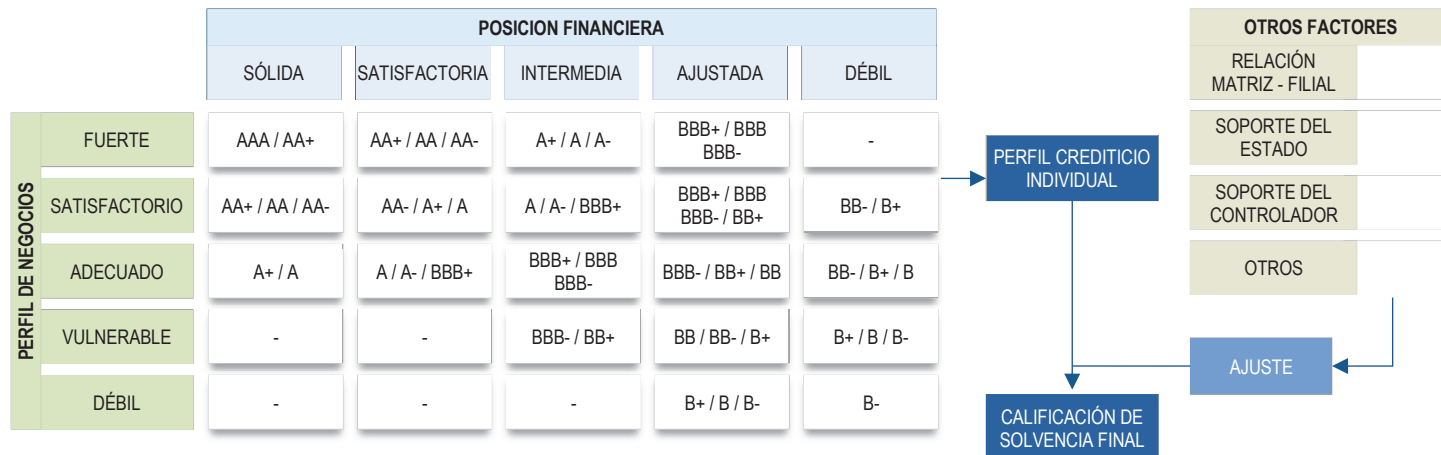 POSICION FINANCIERA
SÓLIDA
SATISFACTORIA
INTERMEDIA
AJUSTADA
DÉBIL
PERFIL DE NEGOCIOS
FUERTE
AAA / AA+
AA+ / AA / AA-
A+ / A / A-
BBB+ / BBB
BBB-
-
SATISFACTORIO
AA+ / AA / AA-
AA- / A+ / A
A / A- / BBB+
BBB+ / BBB
BBB- / BB+
BB- / B+
ADECUADO
A+ / A
A / A- / BBB+
BBB+ / BBB
BBB-
BBB- / BB+ / BB
BB- / B+ / B
VULNERABLE
-
-
BBB- / BB+
BB / BB- / B+
B+ / B / B-
DÉBIL
-
-
-
B+ / B / B-
B-
PERFIL CREDITICIO
INDIVIDUAL
CALIFICACIÓN DE
SOLVENCIA FINAL
OTROS FACTORES
RELACIÓN
MATRIZ - FILIAL
SOPORTE DEL
ESTADO
SOPORTE DEL
CONTROLADOR
OTROS
AJUSTE